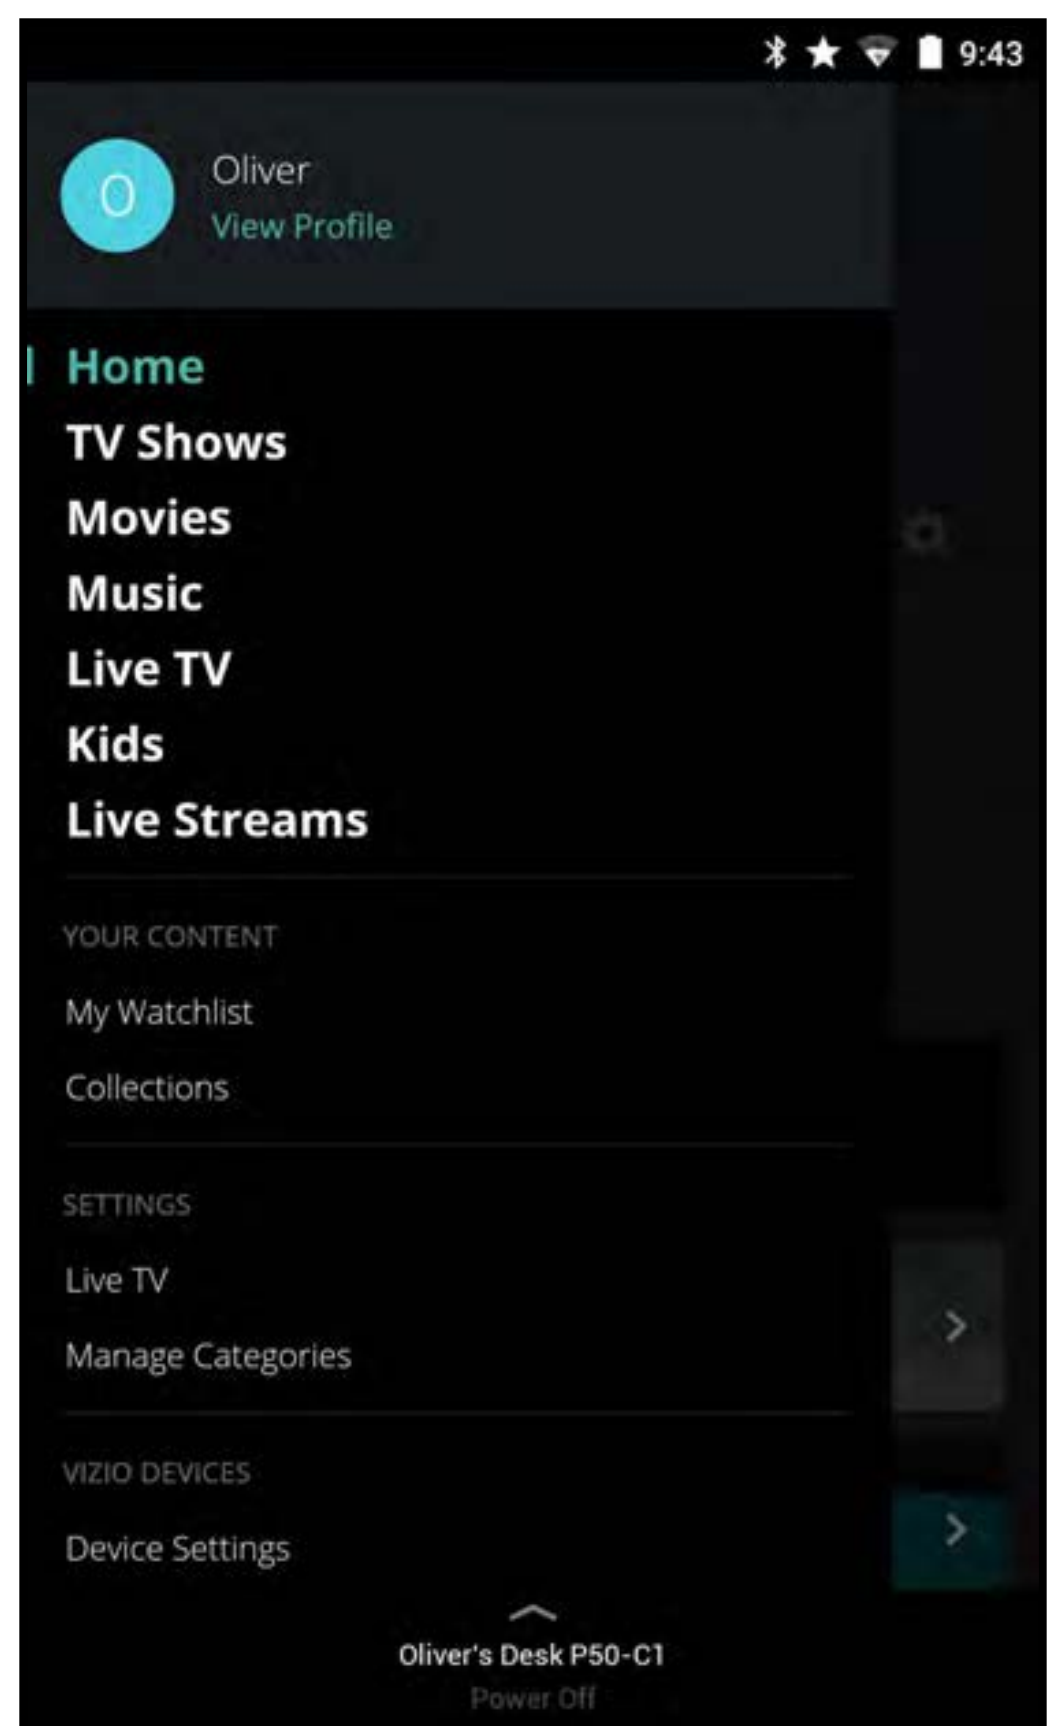 9:43
O
Oliver
View Profile
Home
TV Shows
Movies
Music
Live TV
Kids
Live Streams
YOUR CONTENT
My Watchlist
Collections
SETTINGS
Live TV
Manage Categories
VIZIO DEVICES
Device Settings
Oliver's Desk P50-C1
Power Off